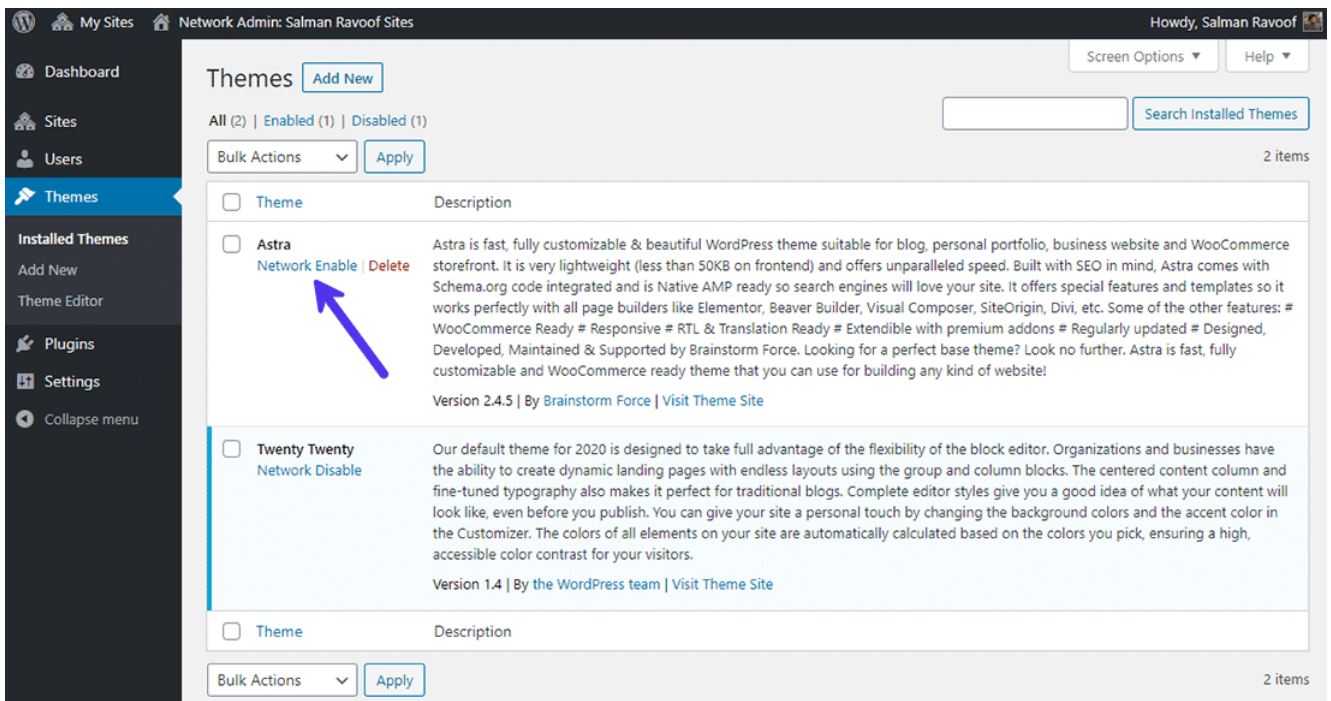 My Sites Network Admin: Salman Ravoof Sites Howdy, Salman Ravoof
Screen Options ▼ Help ▼
Dashboard
Sites
Users
Themes
Installed Themes
Add New
Theme Editor
Plugins
Settings
Collapse menu
Themes Add New
All (2) | Enabled (1) | Disabled (1)
Search Installed Themes
Bulk Actions Apply 2 items
Theme Description
Astra
Network Enable | Delete
Astra is fast, fully customizable & beautiful WordPress theme suitable for blog, personal portfolio, business website and WooCommerce
storefront. It is very lightweight (less than 50KB on frontend) and offers unparalleled speed. Built with SEO in mind, Astra comes with
Schema.org code integrated and is Native AMP ready so search engines will love your site. It offers special features and templates so it
works perfectly with all page builders like Elementor, Beaver Builder, Visual Composer, SiteOrigin, Divi, etc. Some of the other features: #
WooCommerce Ready # Responsive # RTL & Translation Ready # Extendible with premium addons # Regularly updated # Designed,
Developed, Maintained & Supported by Brainstorm Force. Looking for a perfect base theme? Look no further. Astra is fast, fully
customizable and WooCommerce ready theme that you can use for building any kind of website!
Version 2.4.5 | By Brainstorm Force | Visit Theme Site
Twenty Twenty
Network Disable
Our default theme for 2020 is designed to take full advantage of the flexibility of the block editor. Organizations and businesses have
the ability to create dynamic landing pages with endless layouts using the group and column blocks. The centered content column and
fine-tuned typography also makes it perfect for traditional blogs. Complete editor styles give you a good idea of what your content will
look like, even before you publish. You can give your site a personal touch by changing the background colors and the accent color in
the Customizer. The colors of all elements on your site are automatically calculated based on the colors you pick, ensuring a high,
accessible color contrast for your visitors.
Version 1.4 | By the WordPress team | Visit Theme Site
Theme Description
Bulk Actions Apply 2 items